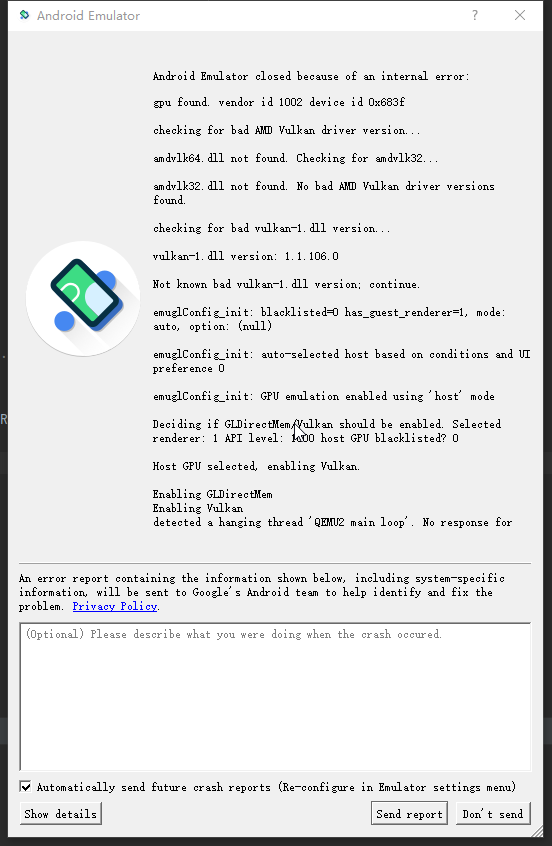 Android Emulator
Android Emulator closed because of an internal error:
gpu found. vendor id 1002 device id 0x683f
checking for bad AMD Vulkan driver version...
amdvlk64.dll not found. Checking for amdvlk32...
amdvlk32.dll not found. No bad AMD Vulkan driver versions
found.
checking for bad vulkan-1.dll version...
vulkan-1.dll version: 1.1.106.0
Not known bad vulkan-1.dll version; continue.
emuglConfig_init: blacklisted=0 has_guest_renderer=1, mode:
auto, option: (null)
emuglConfig_init: auto-selected host based on conditions and UI
preference 0
emuglConfig_init: GPU emulation enabled using 'host' mode
Deciding if GLDirectMem/Vulkan should be enabled. Selected
renderer: 1 API level: host GPU blacklisted? 0
Host GPU selected, enabling Vulkan.
Enabling GLDirectMem
Enabling Vulkan
detected a hanging thread 'QEMU2 main loop'. No response for
An error report containing the information shown below, including system-specific
information, will be sent to Google's Android team to help identify and fix the
problem. Privacy Policy.
(Optional) Please describe what you were doing when the crash occured.
Automatically send future crash reports (Re-configure in Emulator settings menu)
Show details
Send report
Don't send